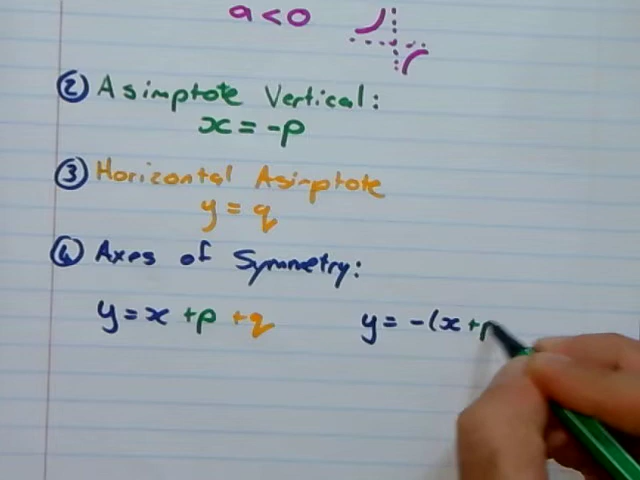 a < 0
② Asimptote Vertical:
x = -p
③ Horizontal Asimptote
y = q
④ Axes of Symmetry:
y = x + p + q y = -(x + p